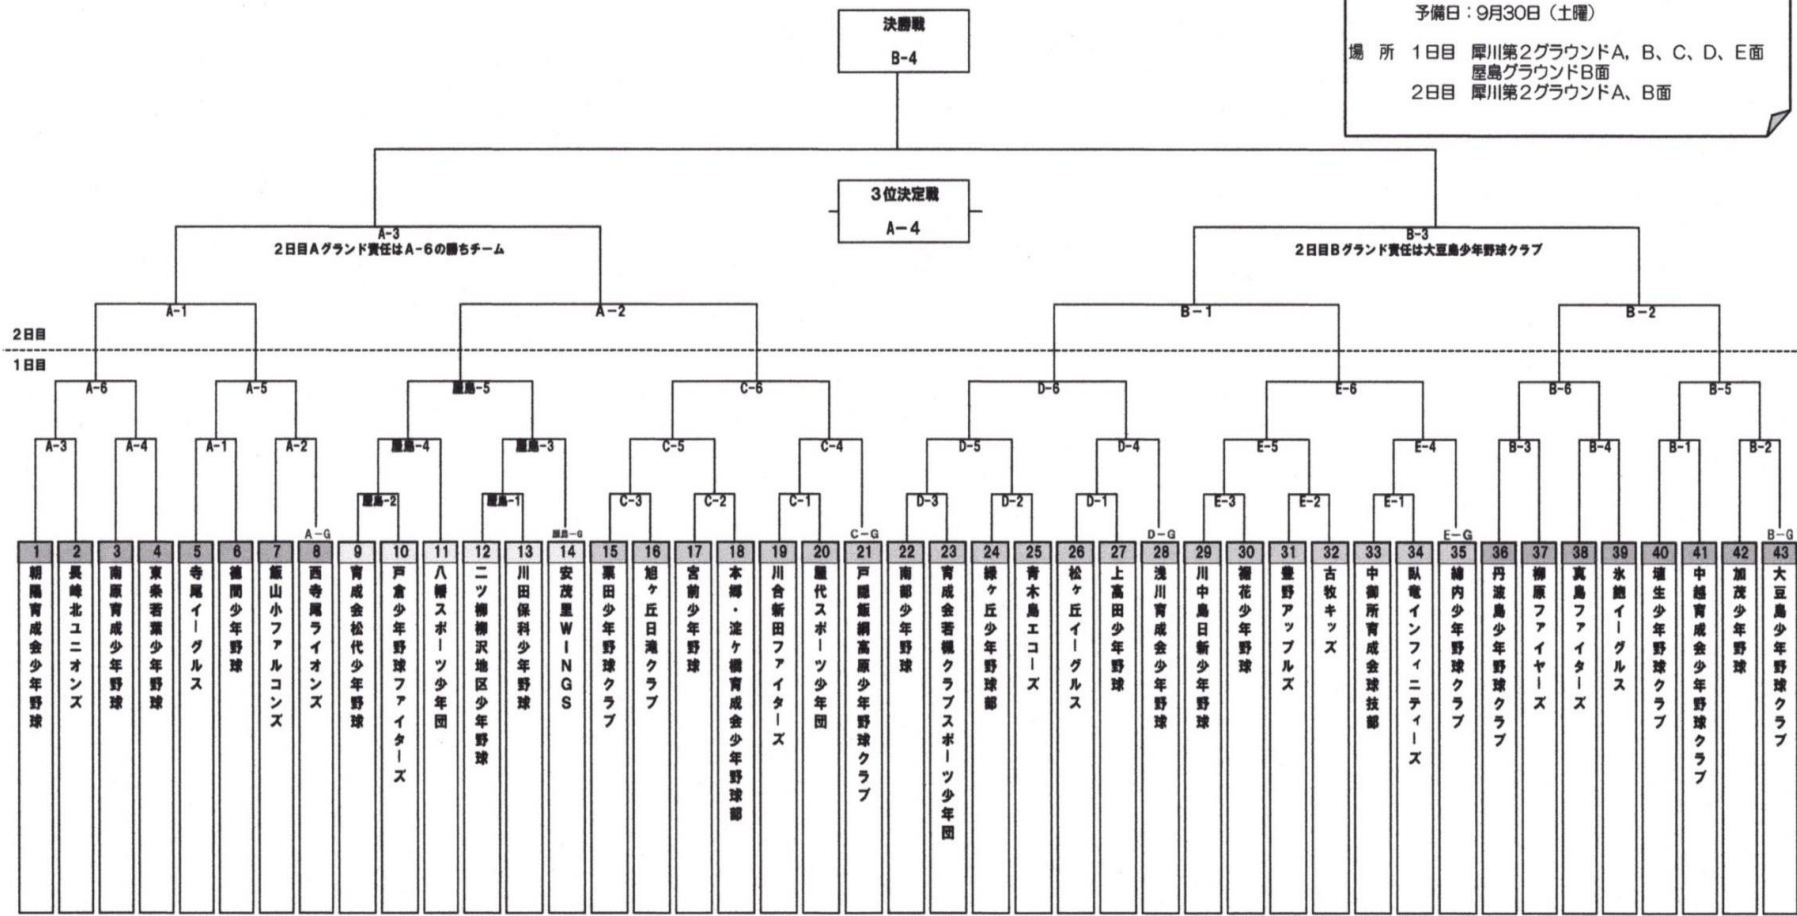 予備日：9月30日（土曜）
場　所　1日目　犀川第2グラウンドA，B、C、D、E面
屋島グラウンドB面
2日目　犀川第2グラウンドA、B面
決勝戦
B-4
3位決定戦
A-4
A-3
2日目Aグランド責任はA-6の勝ちチーム
B-3
2日目Bグランド責任は大豆島少年野球クラブ
A-1
A-2
B-1
B-2
2日目
1日目
A-6
A-5
屋島-5
C-6
D-6
E-6
B-6
B-5
A-3
A-4
A-1
A-2
屋島-4
屋島-3
C-5
C-4
D-5
D-4
E-5
E-4
B-3
B-4
B-1
B-2
屋島-2
屋島-1
C-3
C-2
C-1
D-3
D-2
D-1
E-3
E-2
E-1
A-G
屋島-G
C-G
D-G
E-G
B-G
1 朝陽育成会少年野球
2 長峰北ユニオンズ
3 南原育成少年野球
4 東条若葉少年野球
5 寺尾イーグルス
6 徳間少年野球
7 飯山小ファルコンズ
8 西寺尾ライオンズ
9 育成会松代少年野球
10 戸倉少年野球ファイターズ
11 八幡スポーツ少年団
12 二ツ柳柳沢地区少年野球
13 川田保科少年野球
14 安茂里WINGS
15 栗田少年野球クラブ
16 旭ヶ丘日滝クラブ
17 宮前少年野球
18 本郷・淀ヶ橋育成会少年野球部
19 川合新田ファイターズ
20 屋代スポーツ少年団
21 戸隠飯綱高原少年野球クラブ
22 南部少年野球
23 育成会若槻クラブスポーツ少年団
24 緑ヶ丘少年野球部
25 青木島エコーズ
26 松ヶ丘イーグルス
27 上高田少年野球
28 浅川育成会少年野球
29 川中島日新少年野球
30 裾花少年野球
31 豊野アップルズ
32 古牧キッズ
33 中御所育成会球技部
34 臥竜インフィニティーズ
35 綿内少年野球クラブ
36 丹波島少年野球クラブ
37 柳原ファイヤーズ
38 真島ファイターズ
39 氷鉋イーグルス
40 埴生少年野球クラブ
41 中越育成会少年野球クラブ
42 加茂少年野球
43 大豆島少年野球クラブ